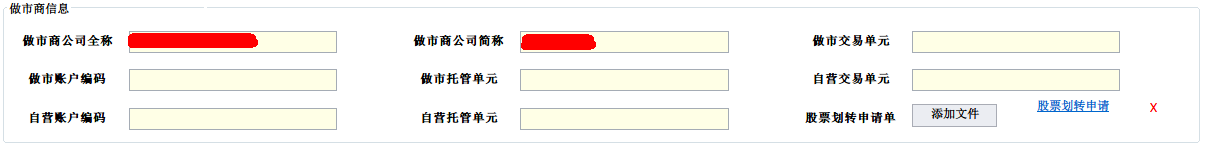 做市商信息
做市商公司全称 做市商公司简称 做市交易单元
做市账户编码 做市托管单元 自营交易单元
自营账户编码 自营托管单元 股票划转申请单 添加文件 股票划转申请 X